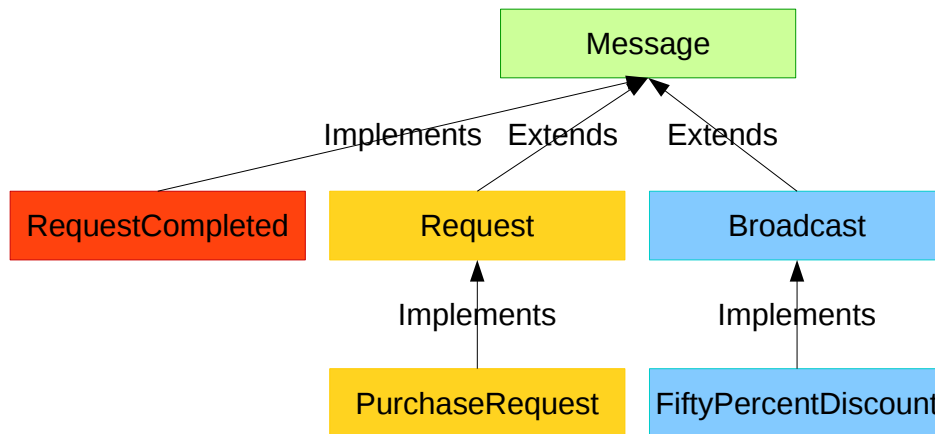 Message
Implements
Extends
Extends
RequestCompleted
Request
Broadcast
Implements
Implements
PurchaseRequest
FiftyPercentDiscount